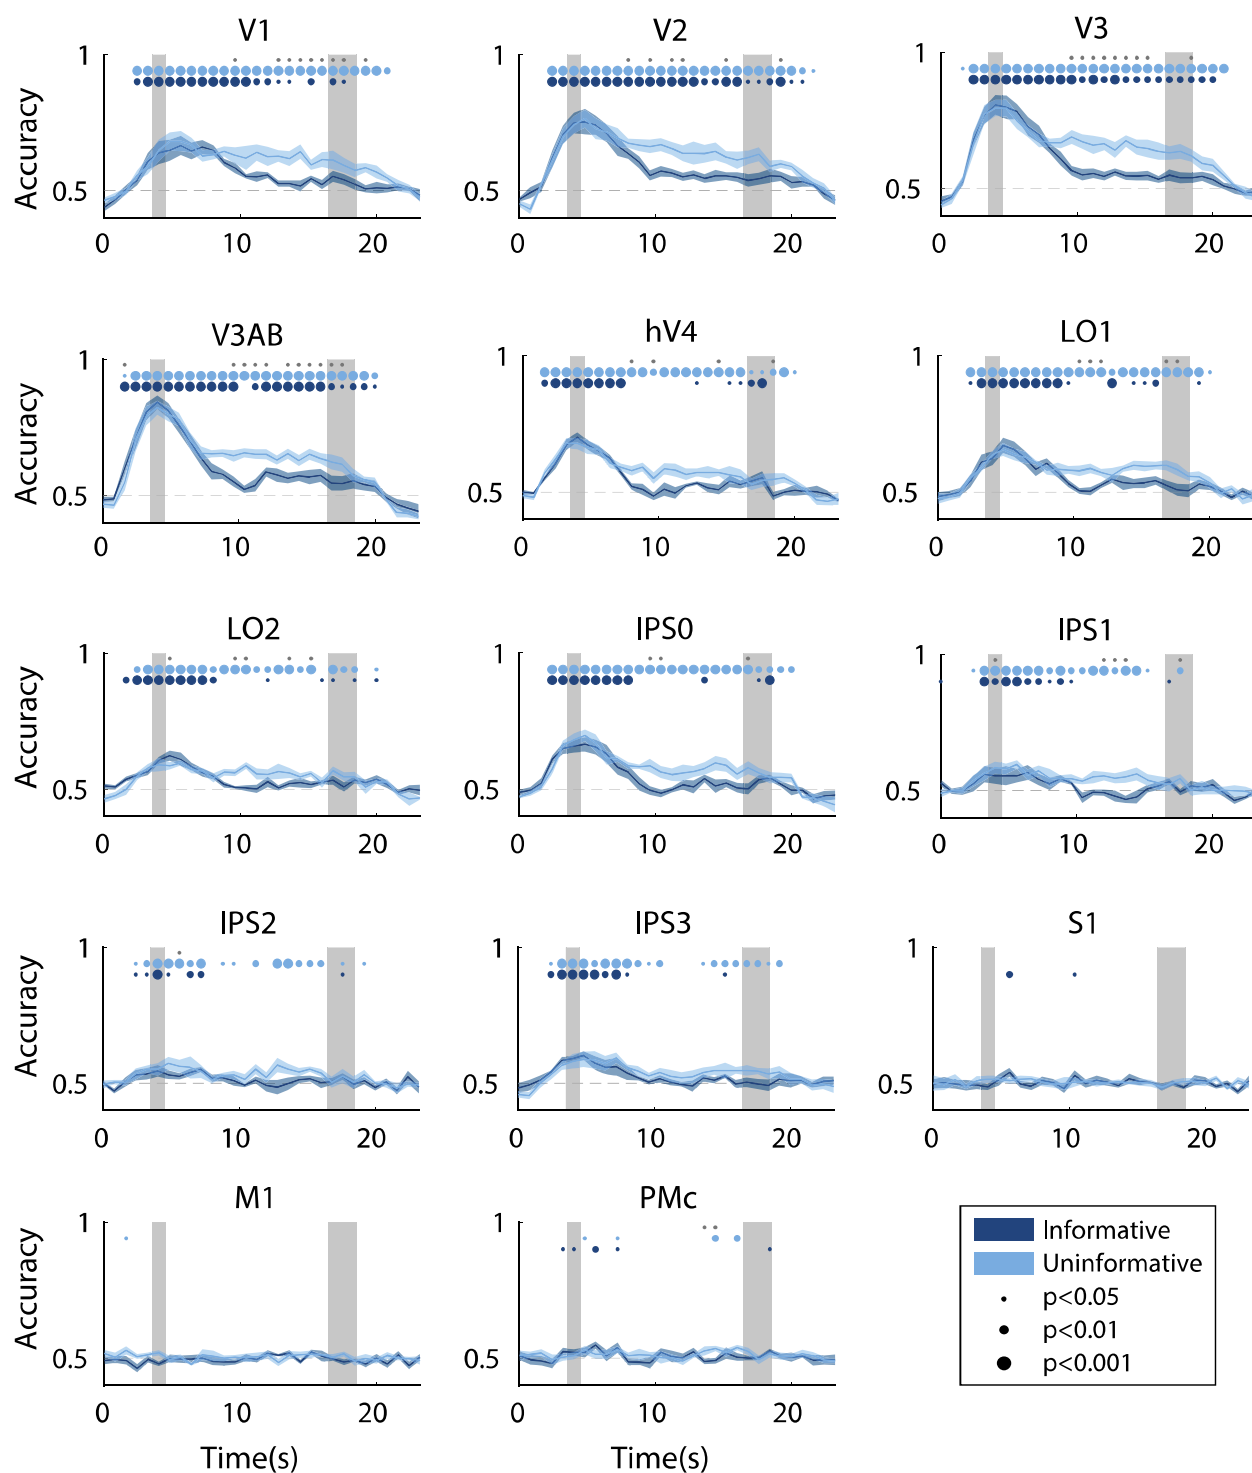 V1 V2 V3
1 1 1
Accuracy
0.5 0.5 0.5
0 10 20 0 10 20 0 10 20
V3AB hV4 LO1
1 1 1
Accuracy
0.5 0.5 0.5
0 10 20 0 10 20 0 10 20
LO2 IPS0 IPS1
1 1 1
Accuracy
0.5 0.5 0.5
0 10 20 0 10 20 0 10 20
IPS2 IPS3 S1
1 1 1
Accuracy
0.5 0.5 0.5
0 10 20 0 10 20 0 10 20
M1 PMc
1 1
Accuracy
0.5 0.5
0 10 20 0 10 20
Time(s) Time(s)
Informative
Uninformative
p<0.05
p<0.01
p<0.001